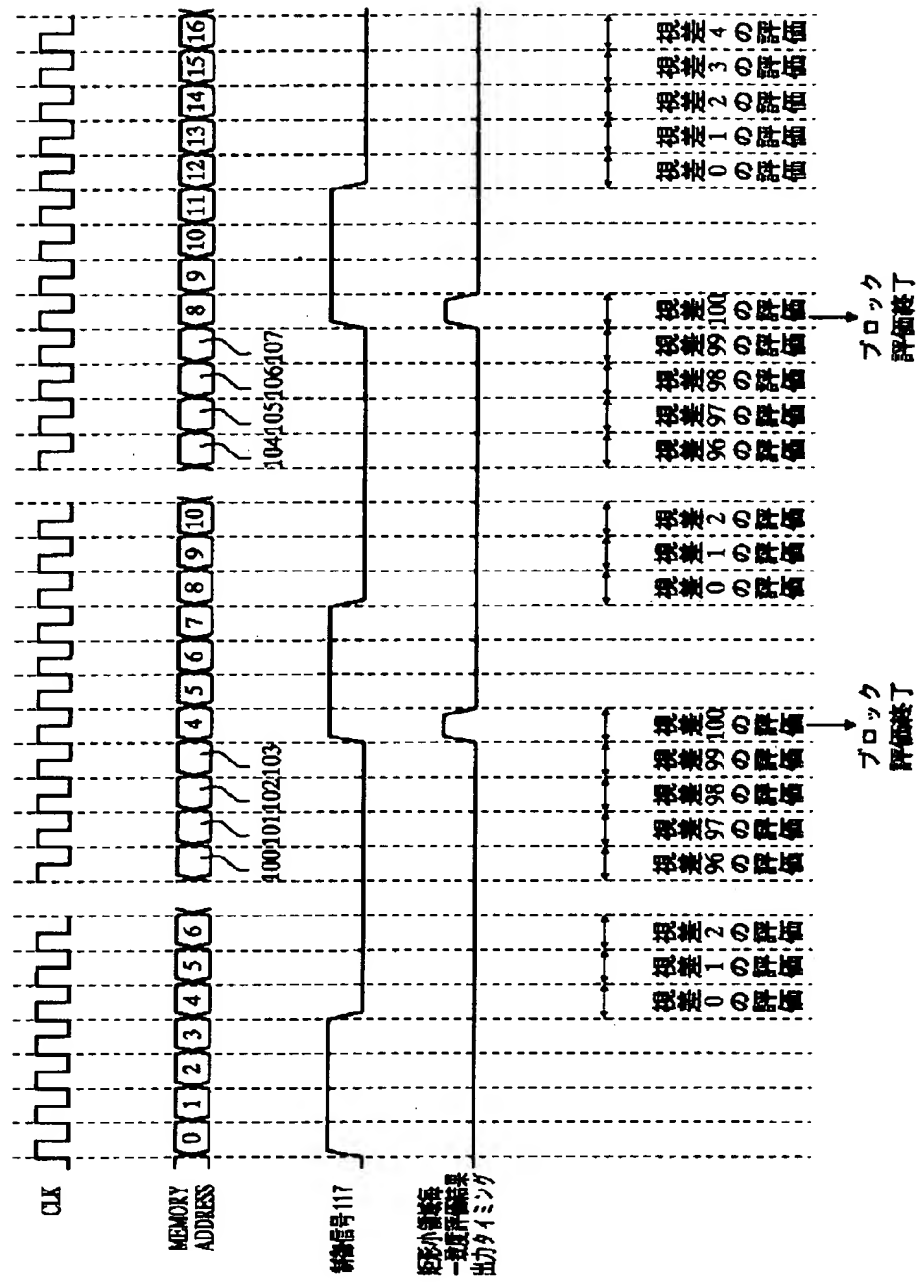 CLK
MEMORY
ADDRESS
0 1 2 3 4 5 6
100 101 102 103 4 5 6 7 8 9 10
104 105 106 107 8 9 10 11 12 13 14 15 16
制御信号117
矩形小領域毎
一致度評価結果
出力タイミング
視差0の評価
視差1の評価
視差2の評価
視差96の評価
視差97の評価
視差98の評価
視差99の評価
視差100の評価
ブロック
評価終了
視差0の評価
視差1の評価
視差2の評価
視差96の評価
視差97の評価
視差98の評価
視差99の評価
視差100の評価
ブロック
評価終了
視差0の評価
視差1の評価
視差2の評価
視差3の評価
視差4の評価